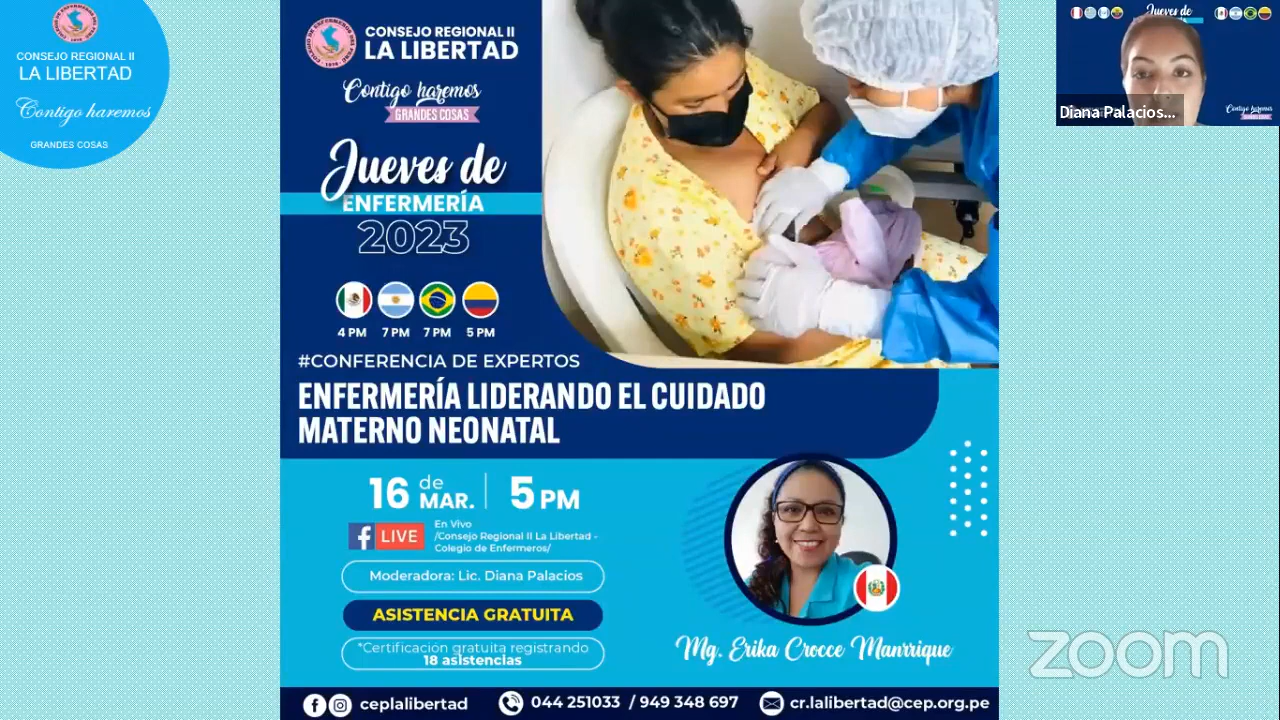 CONSEJO REGIONAL II
LA LIBERTAD
Contigo haremos
GRANDES COSAS
CONSEJO REGIONAL II
LA LIBERTAD
Contigo haremos
GRANDES COSAS
Jueves de
ENFERMERÍA
2023
4 PM 7 PM 7 PM 5 PM
#CONFERENCIA DE EXPERTOS
ENFERMERÍA LIDERANDO EL CUIDADO
MATERNO NEONATAL
16 de MAR. 5 PM
LIVE
En Vivo
/Consejo Regional II La Libertad -
Colegio de Enfermeros/
Moderadora: Lic. Diana Palacios
ASISTENCIA GRATUITA
*Certificación gratuita registrando
18 asistencias
Mg. Erika Crocce Manrrique
ceplalibertad 044 251033 / 949 348 697 cr.lalibertad@cep.org.pe
Jueves de
Diana Palacios...
Contigo haremos
zoom